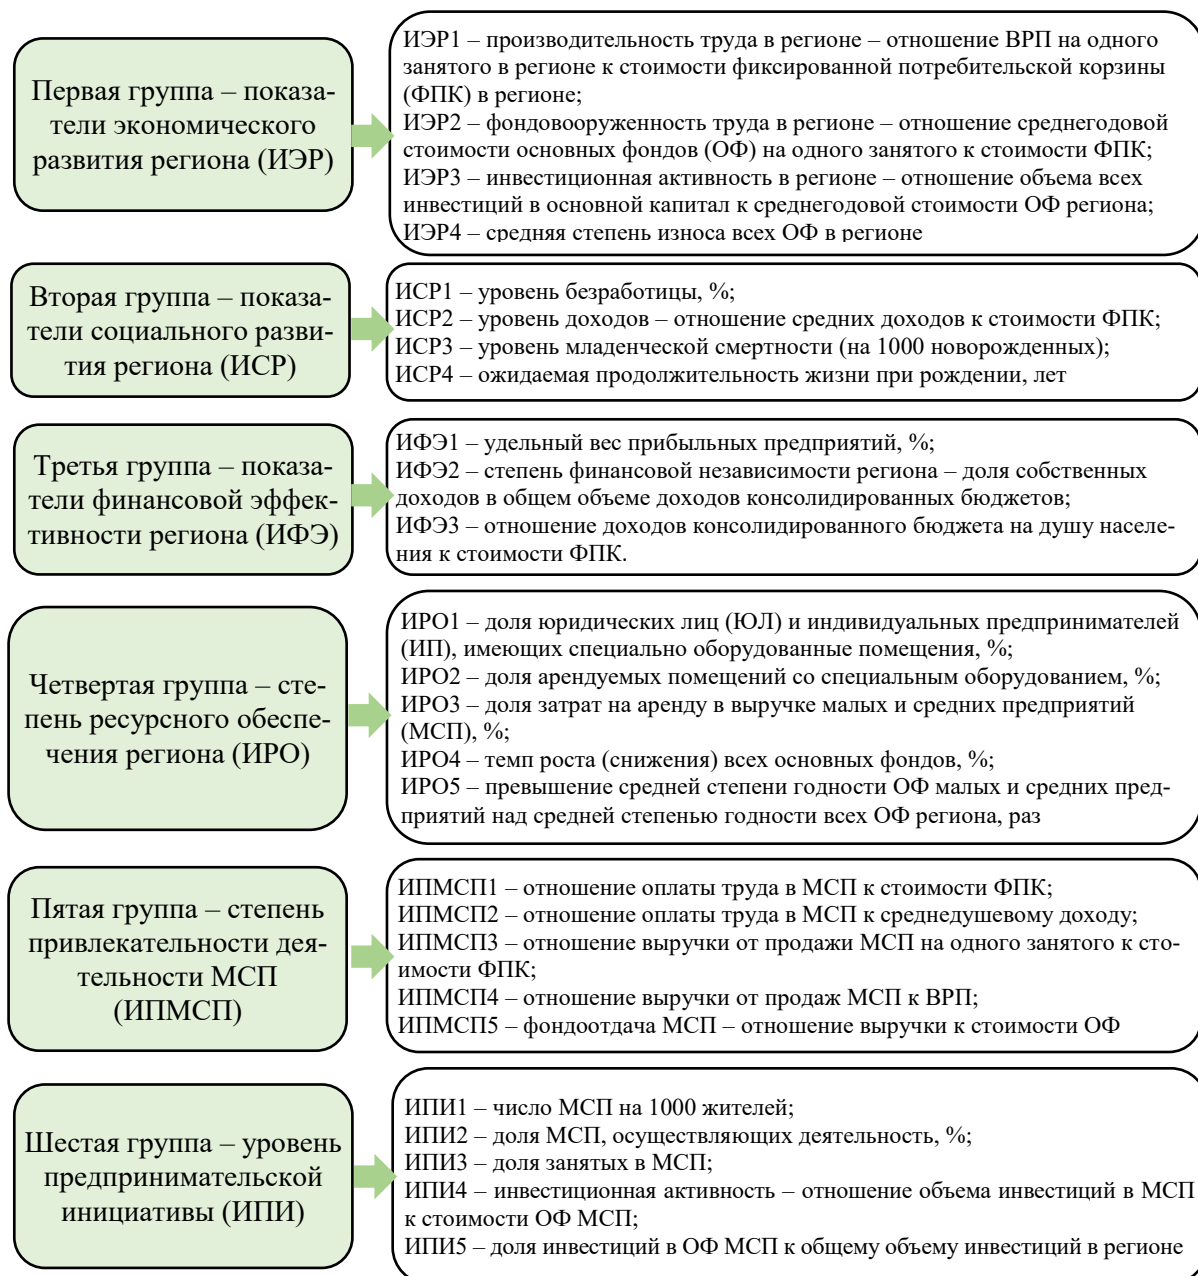 Первая группа – показа-
тели экономического
развития региона (ИЭР)
ИЭР1 – производительность труда в регионе – отношение ВРП на одного
занятого в регионе к стоимости фиксированной потребительской корзины
(ФПК) в регионе;
ИЭР2 – фондовооруженность труда в регионе – отношение среднегодовой
стоимости основных фондов (ОФ) на одного занятого к стоимости ФПК;
ИЭР3 – инвестиционная активность в регионе – отношение объема всех
инвестиций в основной капитал к среднегодовой стоимости ОФ региона;
ИЭР4 – средняя степень износа всех ОФ в регионе
Вторая группа – показа-
тели социального разви-
тия региона (ИСР)
ИСР1 – уровень безработицы, %;
ИСР2 – уровень доходов – отношение средних доходов к стоимости ФПК;
ИСР3 – уровень младенческой смертности (на 1000 новорожденных);
ИСР4 – ожидаемая продолжительность жизни при рождении, лет
Третья группа – показа-
тели финансовой эффек-
тивности региона (ИФЭ)
ИФЭ1 – удельный вес прибыльных предприятий, %;
ИФЭ2 – степень финансовой независимости региона – доля собственных
доходов в общем объеме доходов консолидированных бюджетов;
ИФЭ3 – отношение доходов консолидированного бюджета на душу населе-
ния к стоимости ФПК.
Четвертая группа – сте-
пень ресурсного обеспе-
чения региона (ИРО)
ИРО1 – доля юридических лиц (ЮЛ) и индивидуальных предпринимателей
(ИП), имеющих специально оборудованные помещения, %;
ИРО2 – доля арендуемых помещений со специальным оборудованием, %;
ИРО3 – доля затрат на аренду в выручке малых и средних предприятий
(МСП), %;
ИРО4 – темп роста (снижения) всех основных фондов, %;
ИРО5 – превышение средней степени годности ОФ малых и средних пред-
приятий над средней степенью годности всех ОФ региона, раз
Пятая группа – степень
привлекательности дея-
тельности МСП
(ИПМСП)
ИПМСП1 – отношение оплаты труда в МСП к стоимости ФПК;
ИПМСП2 – отношение оплаты труда в МСП к среднедушевому доходу;
ИПМСП3 – отношение выручки от продажи МСП на одного занятого к сто-
имости ФПК;
ИПМСП4 – отношение выручки от продаж МСП к ВРП;
ИПМСП5 – фондоотдача МСП – отношение выручки к стоимости ОФ
Шестая группа – уровень
предпринимательской
инициативы (ИПИ)
ИПИ1 – число МСП на 1000 жителей;
ИПИ2 – доля МСП, осуществляющих деятельность, %;
ИПИ3 – доля занятых в МСП;
ИПИ4 – инвестиционная активность – отношение объема инвестиций в МСП
к стоимости ОФ МСП;
ИПИ5 – доля инвестиций в ОФ МСП к общему объему инвестиций в регионе